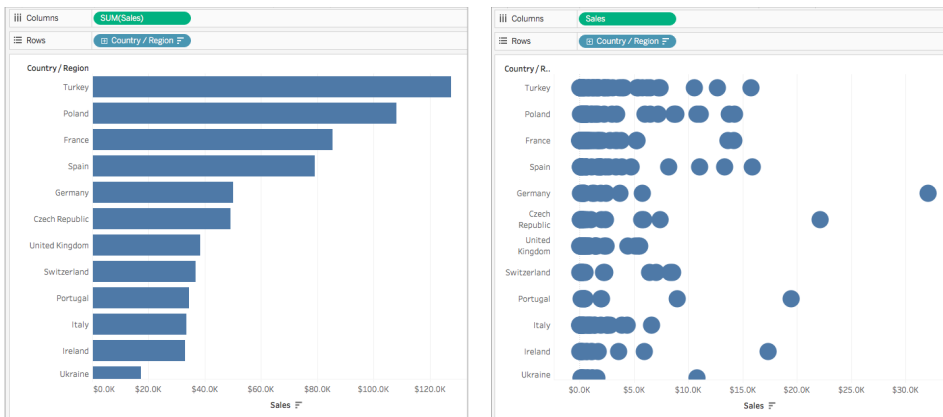 Columns
SUM(Sales)
Rows
Country / Region
Country / Region
Turkey
Poland
France
Spain
Germany
Czech Republic
United Kingdom
Switzerland
Portugal
Italy
Ireland
Ukraine
$0.0K $20.0K $40.0K $60.0K $80.0K $100.0K $120.0K
Sales
Columns
Sales
Rows
Country / Region
Country / R..
Turkey
Poland
France
Spain
Germany
Czech
Republic
United
Kingdom
Switzerland
Portugal
Italy
Ireland
Ukraine
$0.0K $5.0K $10.0K $15.0K $20.0K $25.0K $30.0K
Sales